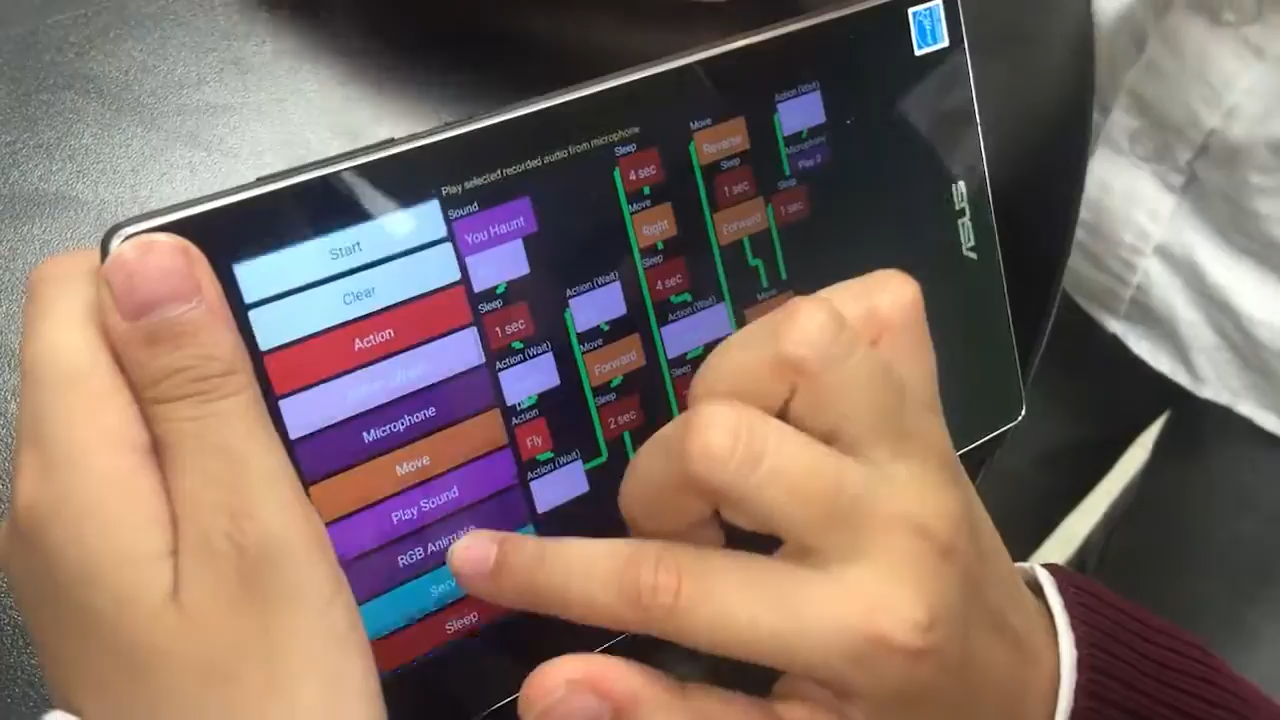 Play selected recorded audio from microphone
Start
Clear
Action
Microphone
Move
Play Sound
RGB Animate
Sleep
Sound
You Haunt
Sleep
1 sec
Action (Wait)
Action
Fly
Action (Wait)
Action (Wait)
Move
Forward
Sleep
2 sec
Sleep
4 sec
Move
Right
Sleep
4 sec
Action (Wait)
Sleep
Move
Reverse
Sleep
1 sec
Forward
Move
Action (Wait)
Microphone
Sleep
1 sec
ASUS